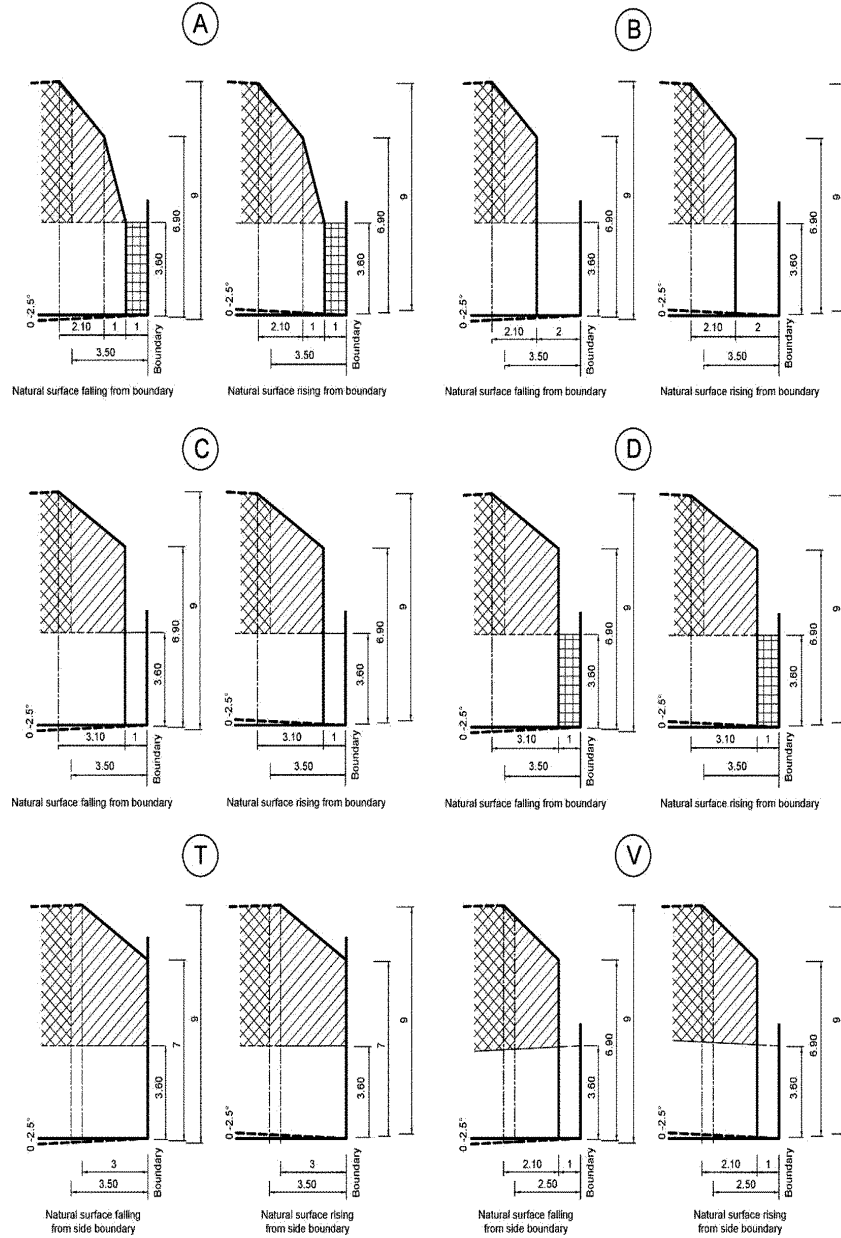 A
B
9
6.90
3.60
0 -2.5°
2.10
1
1
3.50
Boundary
Natural surface falling from boundary
9
6.90
3.60
0 -2.5°
2.10
1
1
3.50
Boundary
Natural surface rising from boundary
9
6.90
3.60
0 -2.5°
2.10
2
3.50
Boundary
Natural surface falling from boundary
9
6.90
3.60
0 -2.5°
2.10
2
3.50
Boundary
Natural surface rising from boundary
C
D
9
6.90
3.60
0 -2.5°
3.10
1
3.50
Boundary
Natural surface falling from boundary
9
6.90
3.60
0 -2.5°
3.10
1
3.50
Boundary
Natural surface rising from boundary
9
6.90
3.60
0 -2.5°
3.10
1
3.50
Boundary
Natural surface falling from boundary
9
6.90
3.60
0 -2.5°
3.10
1
3.50
Boundary
Natural surface rising from boundary
T
V
9
7
3.60
0 -2.5°
3
3.50
Boundary
Natural surface falling
from side boundary
9
7
3.60
0 -2.5°
3
3.50
Boundary
Natural surface rising
from side boundary
9
6.90
3.60
0 -2.5°
2.10
1
2.50
Boundary
Natural surface falling
from side boundary
9
6.90
3.60
0 -2.5°
2.10
1
2.50
Boundary
Natural surface rising
from side boundary